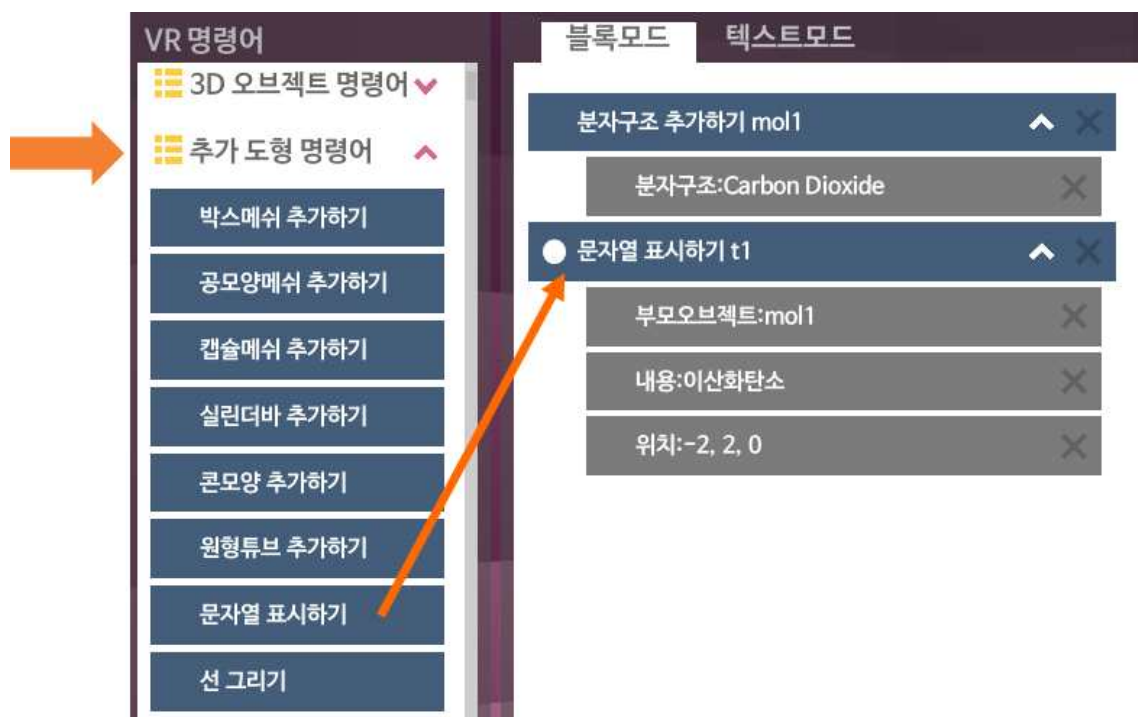 VR 명령어
3D 오브젝트 명령어
추가 도형 명령어
박스메쉬 추가하기
공모양메쉬 추가하기
캡슐메쉬 추가하기
실린더바 추가하기
콘모양 추가하기
원형튜브 추가하기
문자열 표시하기
선 그리기
블록모드
텍스트모드
분자구조 추가하기 mol1
분자구조:Carbon Dioxide
문자열 표시하기 t1
부모오브젝트:mol1
내용:이산화탄소
위치:-2, 2, 0